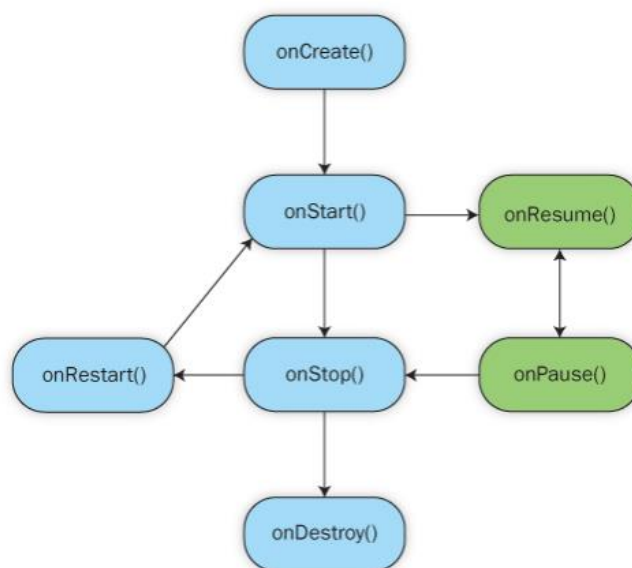 onCreate()
onStart()
onResume()
onRestart()
onStop()
onPause()
onDestroy()